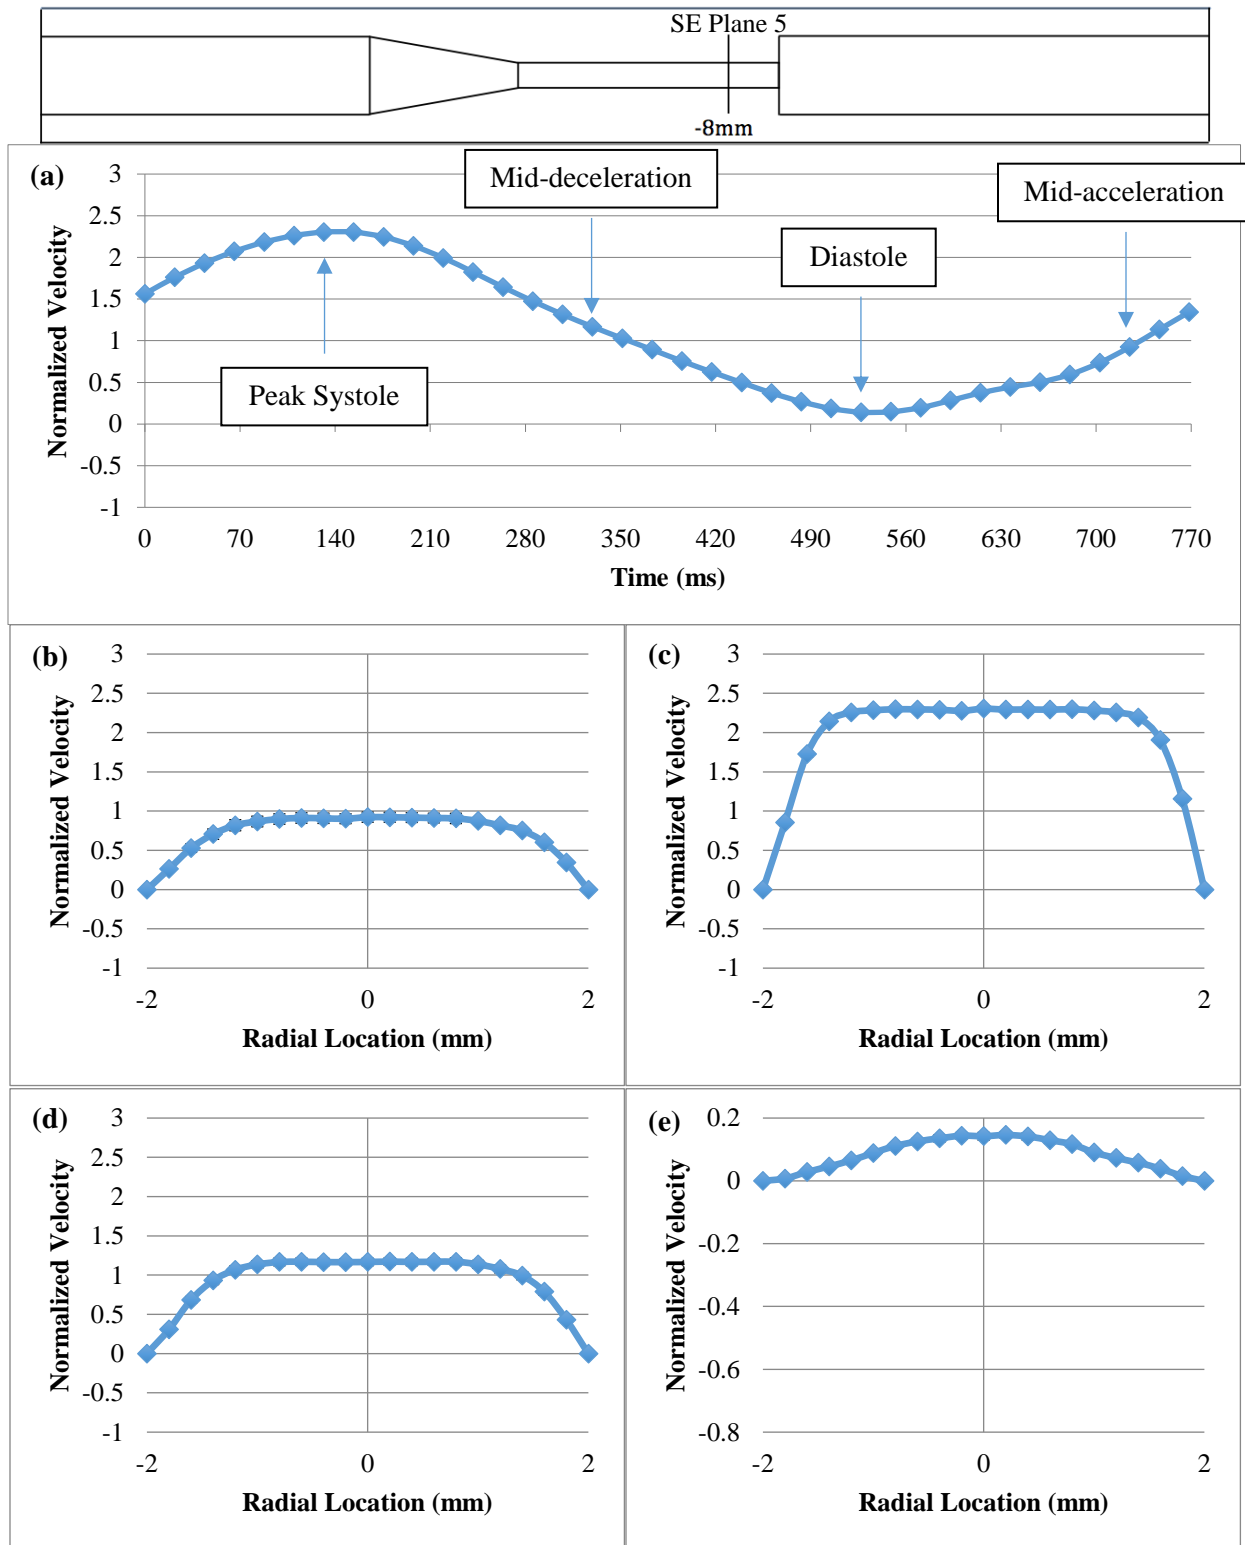 SE Plane 5
-8mm
(a)
Mid-deceleration
Mid-acceleration
Diastole
Peak Systole
Normalized Velocity
3
2.5
2
1.5
1
0.5
0
-0.5
-1
0 70 140 210 280 350 420 490 560 630 700 770
Time (ms)
(b)
Normalized Velocity
3
2.5
2
1.5
1
0.5
0
-0.5
-1
-2 0 2
Radial Location (mm)
(c)
Normalized Velocity
3
2.5
2
1.5
1
0.5
0
-0.5
-1
-2 0 2
Radial Location (mm)
(d)
Normalized Velocity
3
2.5
2
1.5
1
0.5
0
-0.5
-1
-2 0 2
Radial Location (mm)
(e)
Normalized Velocity
0.2
0
-0.2
-0.4
-0.6
-0.8
-2 0 2
Radial Location (mm)